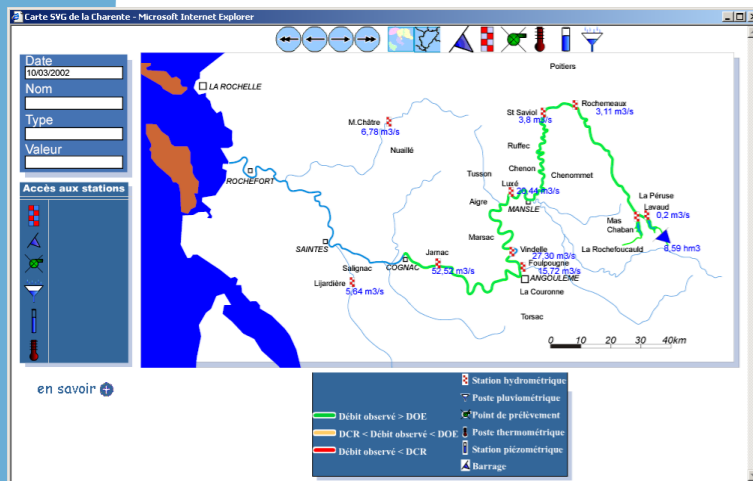 Carte SVG de la Charente - Microsoft Internet Explorer
Date
10/03/2002
Nom
Type
Valeur
Accès aux stations
en savoir
Poitiers
LA ROCHELLE
Rochemeaux
3,11 m3/s
St Saviol
3,8 m3/s
M.Châtre
6,78 m3/s
Nuaillé
Ruffec
Chenon
Chenommet
Tusson
ROCHEFORT
Luxé
26,44 m3/s
Aigre
MANSLE
La Péruse
Lavaud
0,2 m3/s
Mas
Chaban
Marsac
SAINTES
La Rochefoucauld
8,59 hm3
Vindelle
27,30 m3/s
Jarnac
52,52 m3/s
COGNAC
Salignac
Foulpougne
15,72 m3/s
ANGOULEME
Lijardière
5,64 m3/s
La Couronne
Torsac
0 10 20 30 40km
Station hydrométrique
Poste pluviométrique
Débit observé > DOE
Point de prélèvement
DCR < Débit observé < DOE
Poste thermométrique
Débit observé < DCR
Station piézométrique
Barrage